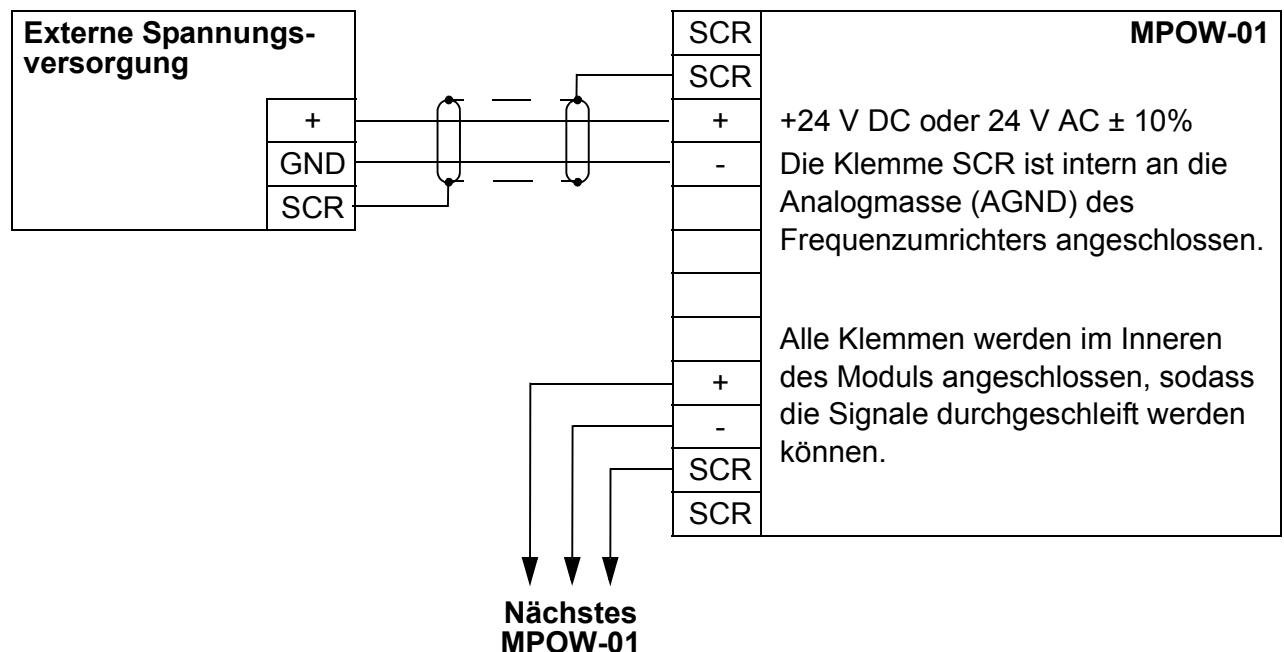 Externe Spannungs-
versorgung
+
GND
SCR
SCR
SCR
+
-
+
-
SCR
SCR
MPOW-01
+24 V DC oder 24 V AC ± 10%
Die Klemme SCR ist intern an die
Analogmasse (AGND) des
Frequenzumrichters angeschlossen.
Alle Klemmen werden im Inneren
des Moduls angeschlossen, sodass
die Signale durchgeschleift werden
können.
Nächstes
MPOW-01